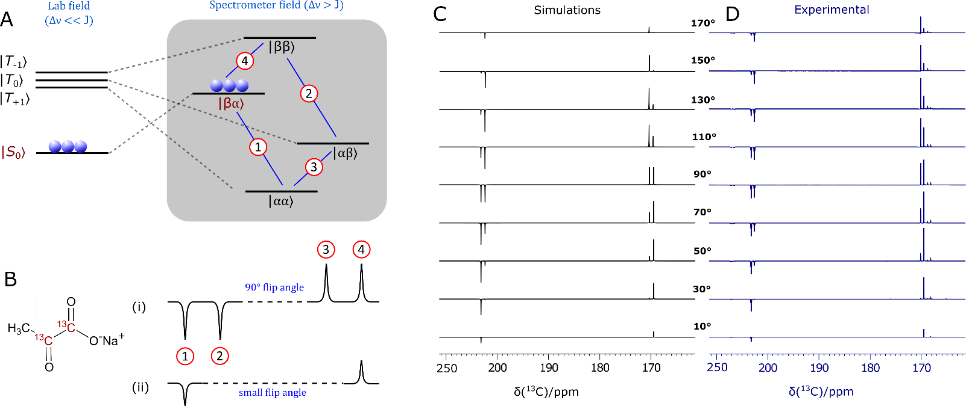 A
Lab field
(Δν << J)
Spectrometer field (Δν > J)
|T₋₁⟩
|T₀⟩
|T₊₁⟩
|S₀⟩
|ββ⟩
4
|βα⟩
2
1
|αβ⟩
3
|αα⟩
B
H₃C
¹³C
¹³C
O
O
O⁻Na⁺
(i)
90° flip angle
3
4
1
2
(ii)
small flip angle
C
Simulations
170°
150°
130°
110°
90°
70°
50°
30°
10°
200 190 180 170
δ(¹³C)/ppm
D
Experimental
250 200 190 180 170
δ(¹³C)/ppm